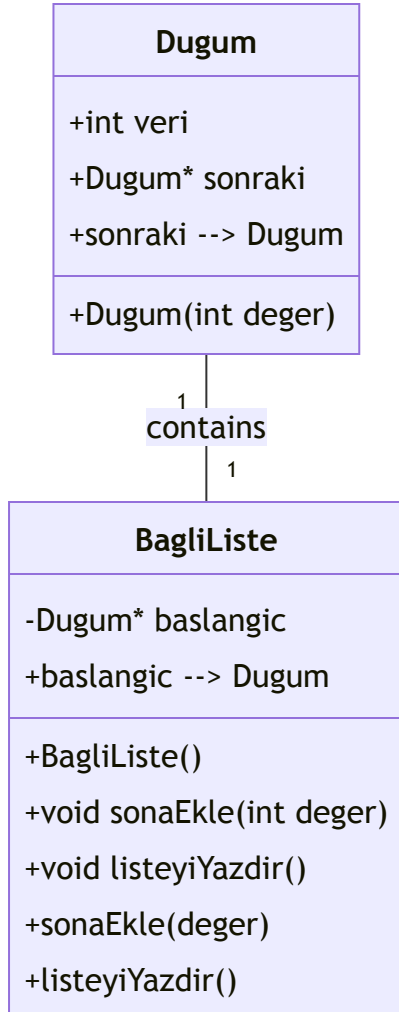 Dugum
+int veri
+Dugum* sonraki
+sonraki --> Dugum
+Dugum(int deger)
1
contains
1
BagliListe
-Dugum* baslangic
+baslangic --> Dugum
+BagliListe()
+void sonaEkle(int deger)
+void listeyiYazdir()
+sonaEkle(deger)
+listeyiYazdir()